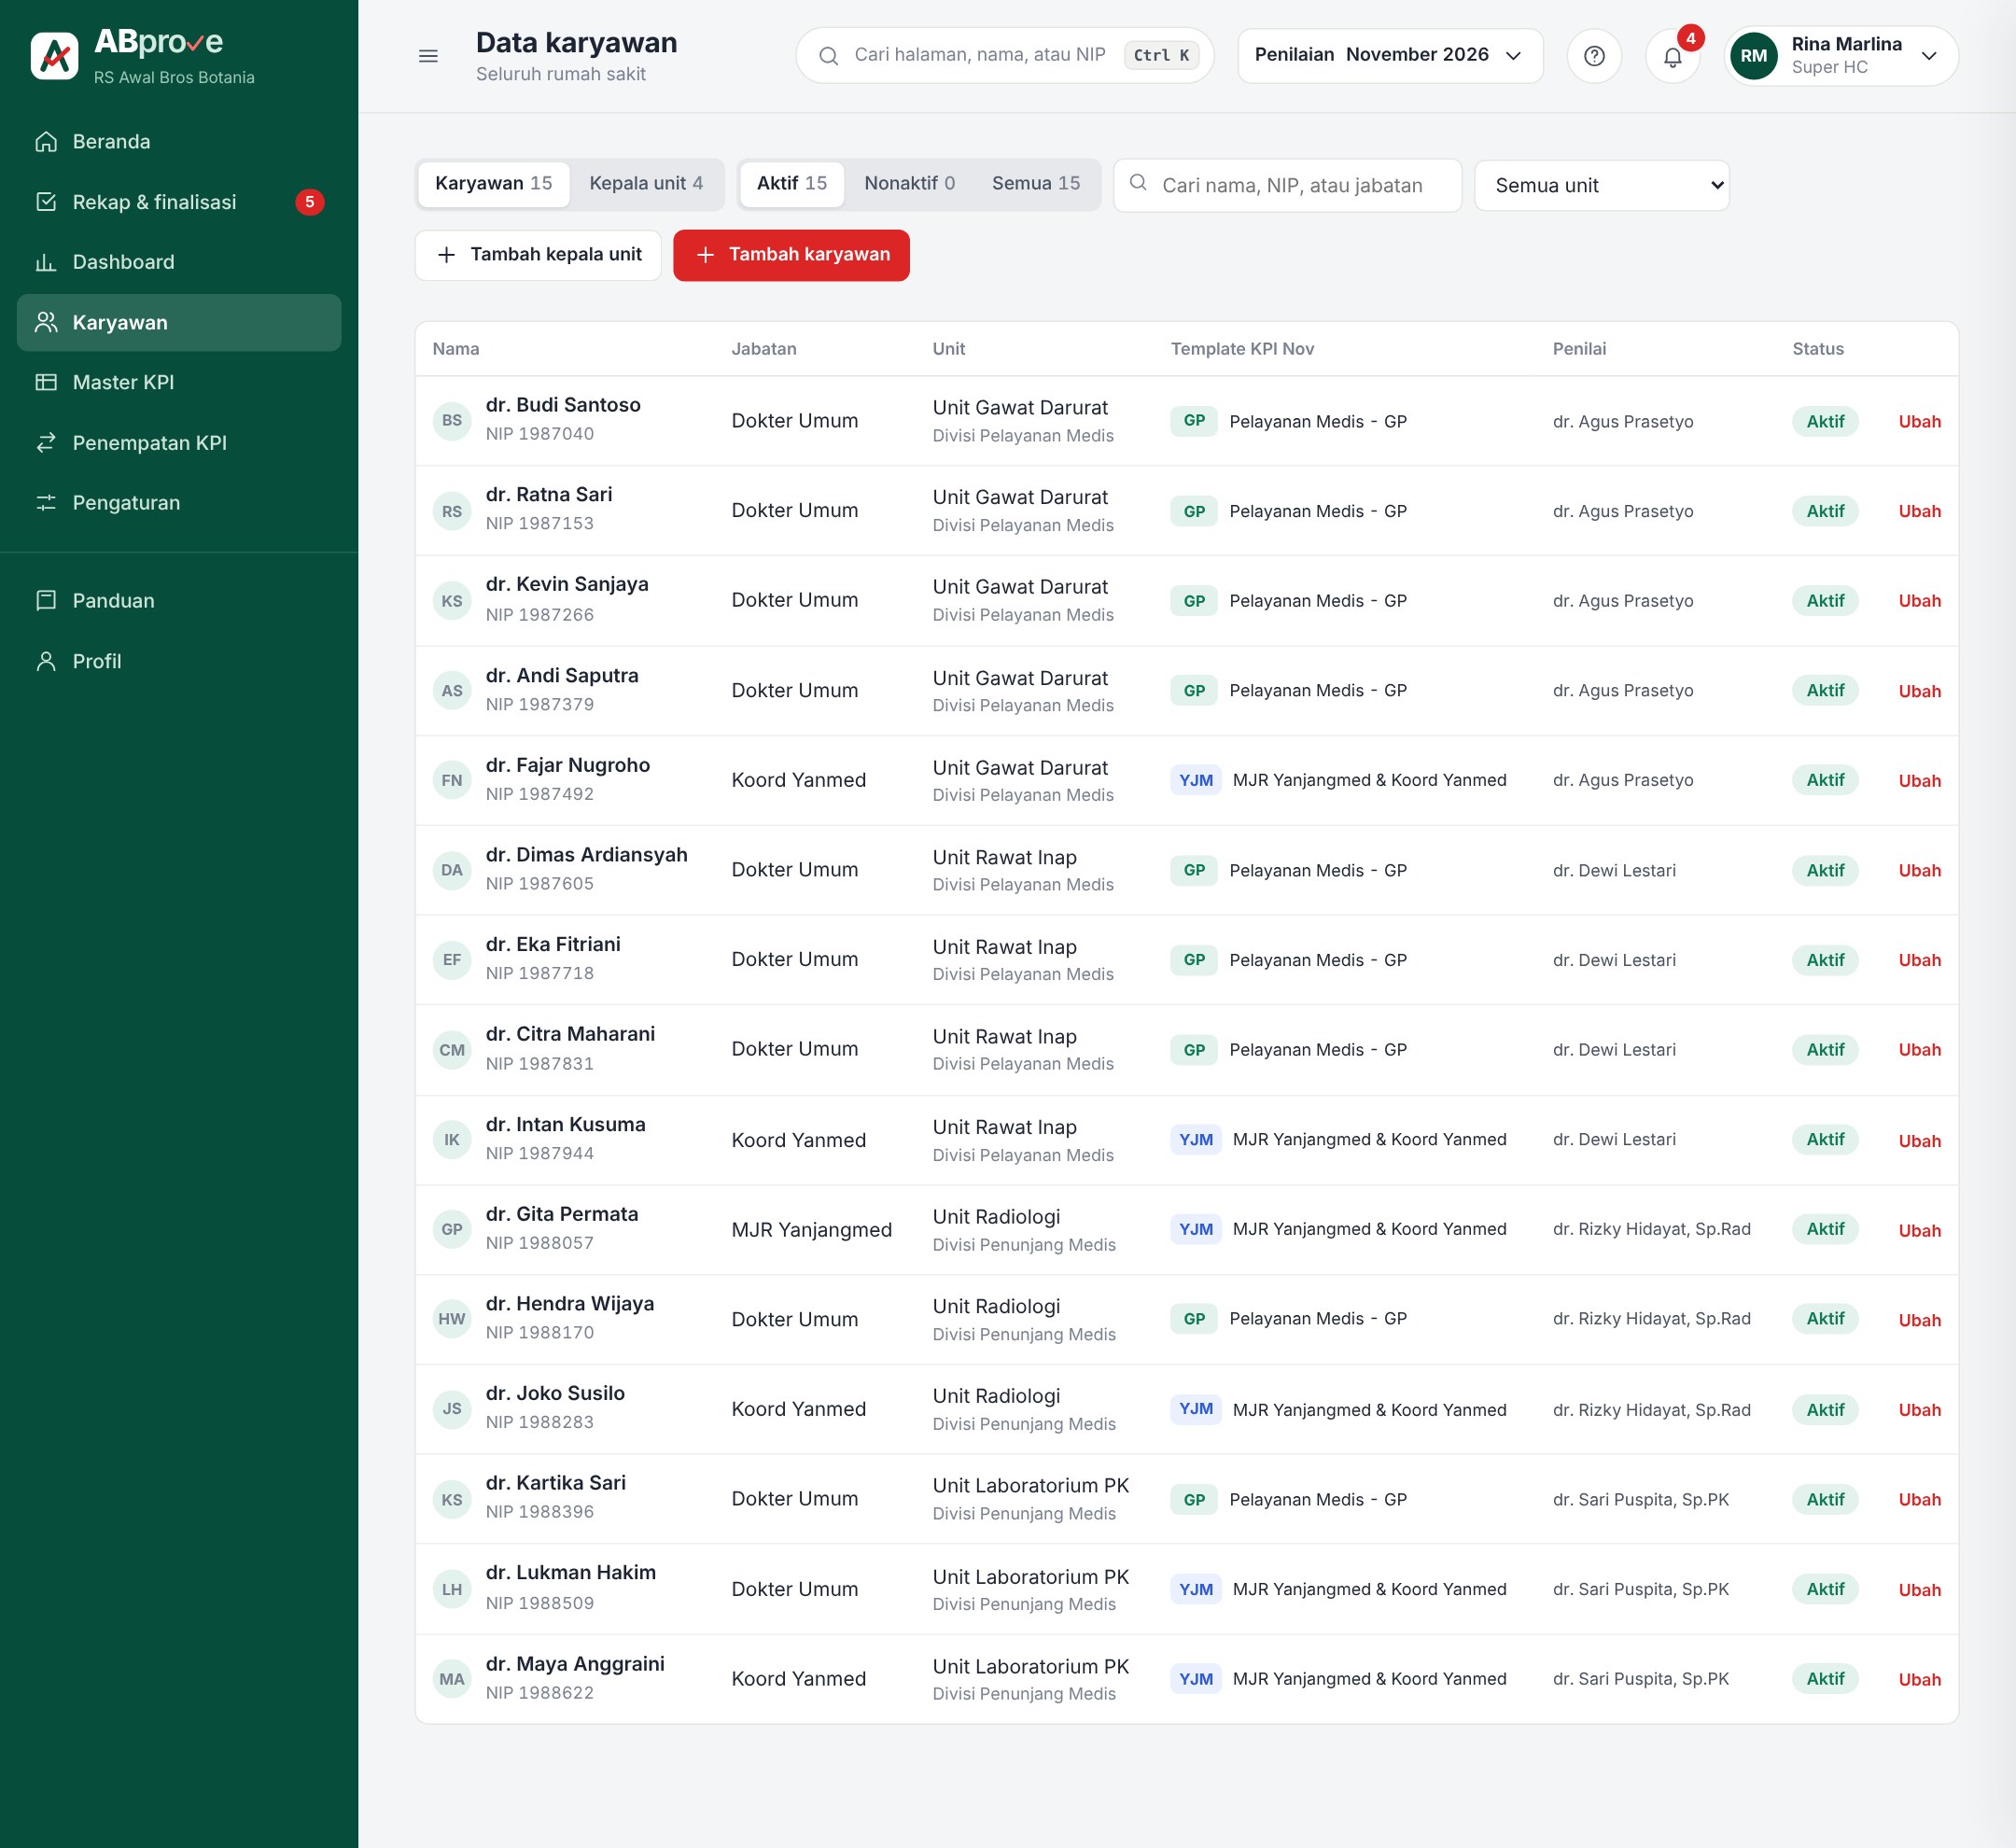 ABprove
RS Awal Bros Botania
Beranda
Rekap & finalisasi 5
Dashboard
Karyawan
Master KPI
Penempatan KPI
Pengaturan
Panduan
Profil
Data karyawan
Seluruh rumah sakit
Cari halaman, nama, atau NIP Ctrl K
Penilaian November 2026
4
RM Rina Marlina
Super HC
Karyawan 15 Kepala unit 4 Aktif 15 Nonaktif 0 Semua 15 Cari nama, NIP, atau jabatan Semua unit
Tambah kepala unit Tambah karyawan
Nama Jabatan Unit Template KPI Nov Penilai Status
BS dr. Budi Santoso Dokter Umum Unit Gawat Darurat GP Pelayanan Medis - GP dr. Agus Prasetyo Aktif Ubah
NIP 1987040 Divisi Pelayanan Medis
RS dr. Ratna Sari Dokter Umum Unit Gawat Darurat GP Pelayanan Medis - GP dr. Agus Prasetyo Aktif Ubah
NIP 1987153 Divisi Pelayanan Medis
KS dr. Kevin Sanjaya Dokter Umum Unit Gawat Darurat GP Pelayanan Medis - GP dr. Agus Prasetyo Aktif Ubah
NIP 1987266 Divisi Pelayanan Medis
AS dr. Andi Saputra Dokter Umum Unit Gawat Darurat GP Pelayanan Medis - GP dr. Agus Prasetyo Aktif Ubah
NIP 1987379 Divisi Pelayanan Medis
FN dr. Fajar Nugroho Koord Yanmed Unit Gawat Darurat YJM MJR Yanjangmed & Koord Yanmed dr. Agus Prasetyo Aktif Ubah
NIP 1987492 Divisi Pelayanan Medis
DA dr. Dimas Ardiansyah Dokter Umum Unit Rawat Inap GP Pelayanan Medis - GP dr. Dewi Lestari Aktif Ubah
NIP 1987605 Divisi Pelayanan Medis
EF dr. Eka Fitriani Dokter Umum Unit Rawat Inap GP Pelayanan Medis - GP dr. Dewi Lestari Aktif Ubah
NIP 1987718 Divisi Pelayanan Medis
CM dr. Citra Maharani Dokter Umum Unit Rawat Inap GP Pelayanan Medis - GP dr. Dewi Lestari Aktif Ubah
NIP 1987831 Divisi Pelayanan Medis
IK dr. Intan Kusuma Koord Yanmed Unit Rawat Inap YJM MJR Yanjangmed & Koord Yanmed dr. Dewi Lestari Aktif Ubah
NIP 1987944 Divisi Pelayanan Medis
GP dr. Gita Permata MJR Yanjangmed Unit Radiologi YJM MJR Yanjangmed & Koord Yanmed dr. Rizky Hidayat, Sp.Rad Aktif Ubah
NIP 1988057 Divisi Penunjang Medis
HW dr. Hendra Wijaya Dokter Umum Unit Radiologi GP Pelayanan Medis - GP dr. Rizky Hidayat, Sp.Rad Aktif Ubah
NIP 1988170 Divisi Penunjang Medis
JS dr. Joko Susilo Koord Yanmed Unit Radiologi YJM MJR Yanjangmed & Koord Yanmed dr. Rizky Hidayat, Sp.Rad Aktif Ubah
NIP 1988283 Divisi Penunjang Medis
KS dr. Kartika Sari Dokter Umum Unit Laboratorium PK GP Pelayanan Medis - GP dr. Sari Puspita, Sp.PK Aktif Ubah
NIP 1988396 Divisi Penunjang Medis
LH dr. Lukman Hakim Dokter Umum Unit Laboratorium PK YJM MJR Yanjangmed & Koord Yanmed dr. Sari Puspita, Sp.PK Aktif Ubah
NIP 1988509 Divisi Penunjang Medis
MA dr. Maya Anggraini Koord Yanmed Unit Laboratorium PK YJM MJR Yanjangmed & Koord Yanmed dr. Sari Puspita, Sp.PK Aktif Ubah
NIP 1988622 Divisi Penunjang Medis